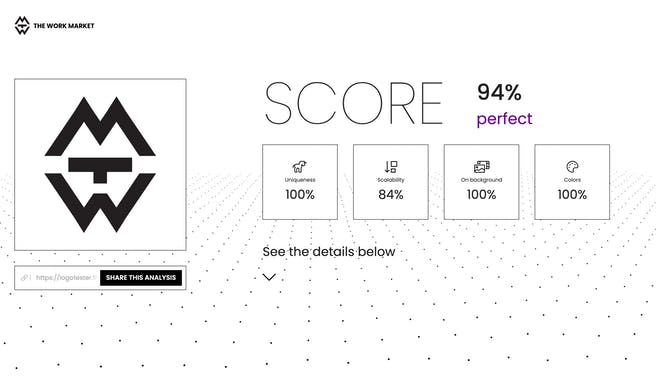 THE WORK MARKET
MTW
SCORE
94%
perfect
Uniqueness
100%
Scalability
84%
On background
100%
Colors
100%
See the details below
https://logotester.
SHARE THIS ANALYSIS